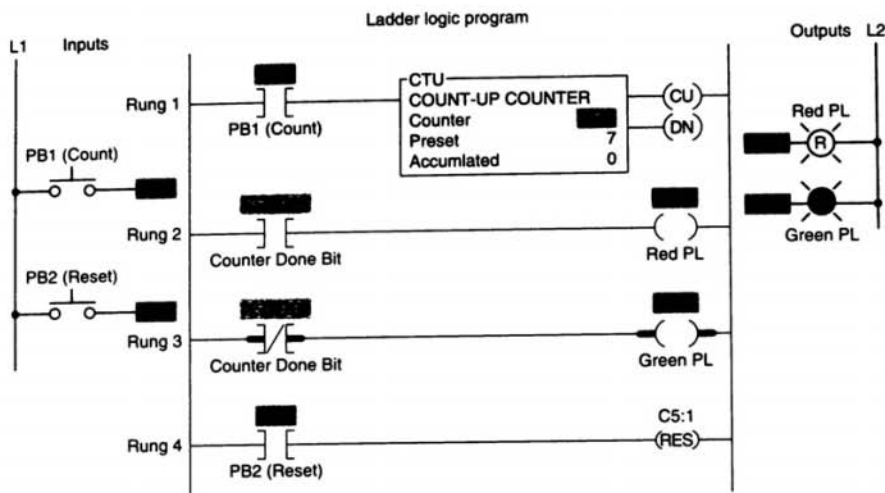 Ladder logic program
L1
Inputs
Outputs
L2
Rung 1
PB1 (Count)
CTU
COUNT-UP COUNTER
Counter
Preset 7
Accumlated 0
CU
DN
Red PL
R
PB1 (Count)
Green PL
Rung 2
Counter Done Bit
Red PL
PB2 (Reset)
Rung 3
Counter Done Bit
Green PL
Rung 4
PB2 (Reset)
C5:1
(RES)